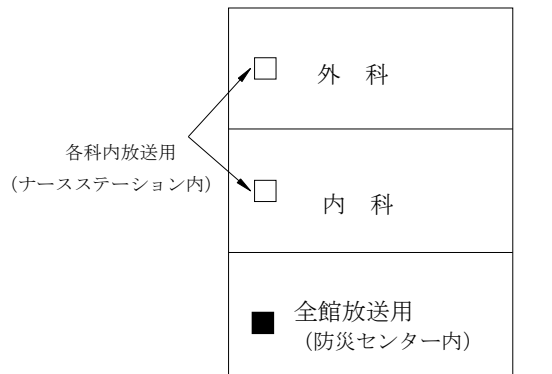 外 科
各科内放送用
(ナースステーション内)
内 科
全館放送用
(防災センター内)